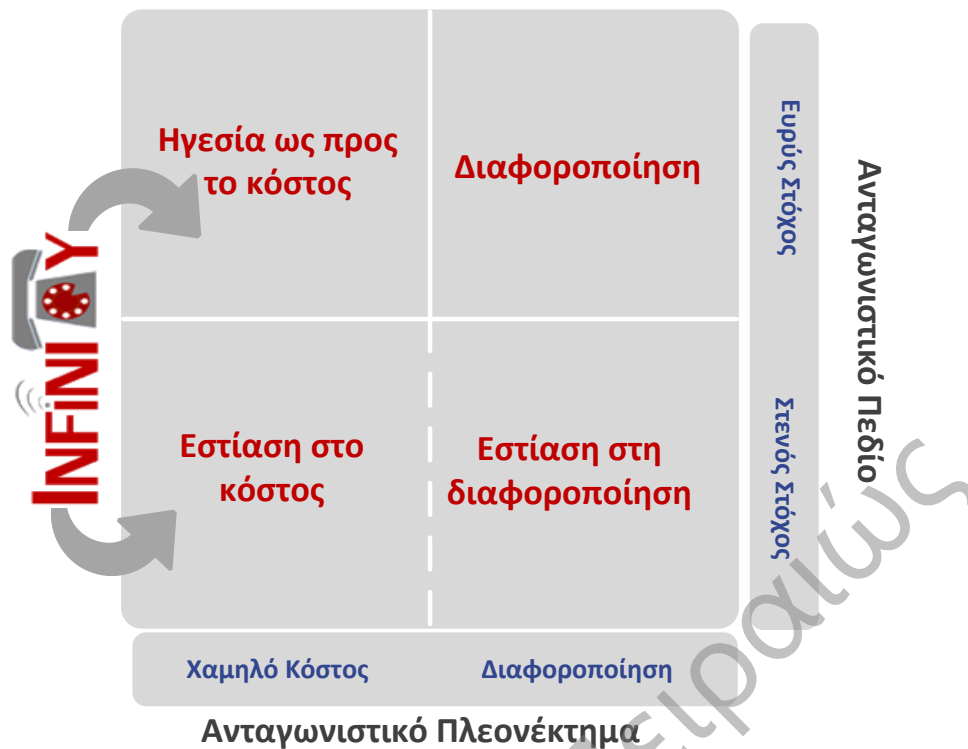 Ηγεσία ως προς
το κόστος
Διαφοροποίηση
Εστίαση στο
κόστος
Εστίαση στη
διαφοροποίηση
Ευρύς Στόχος
Στενός Στόχος
Ανταγωνιστικό Πεδίο
INFiNI Y
Χαμηλό Κόστος
Διαφοροποίηση
Ανταγωνιστικό Πλεονέκτημα